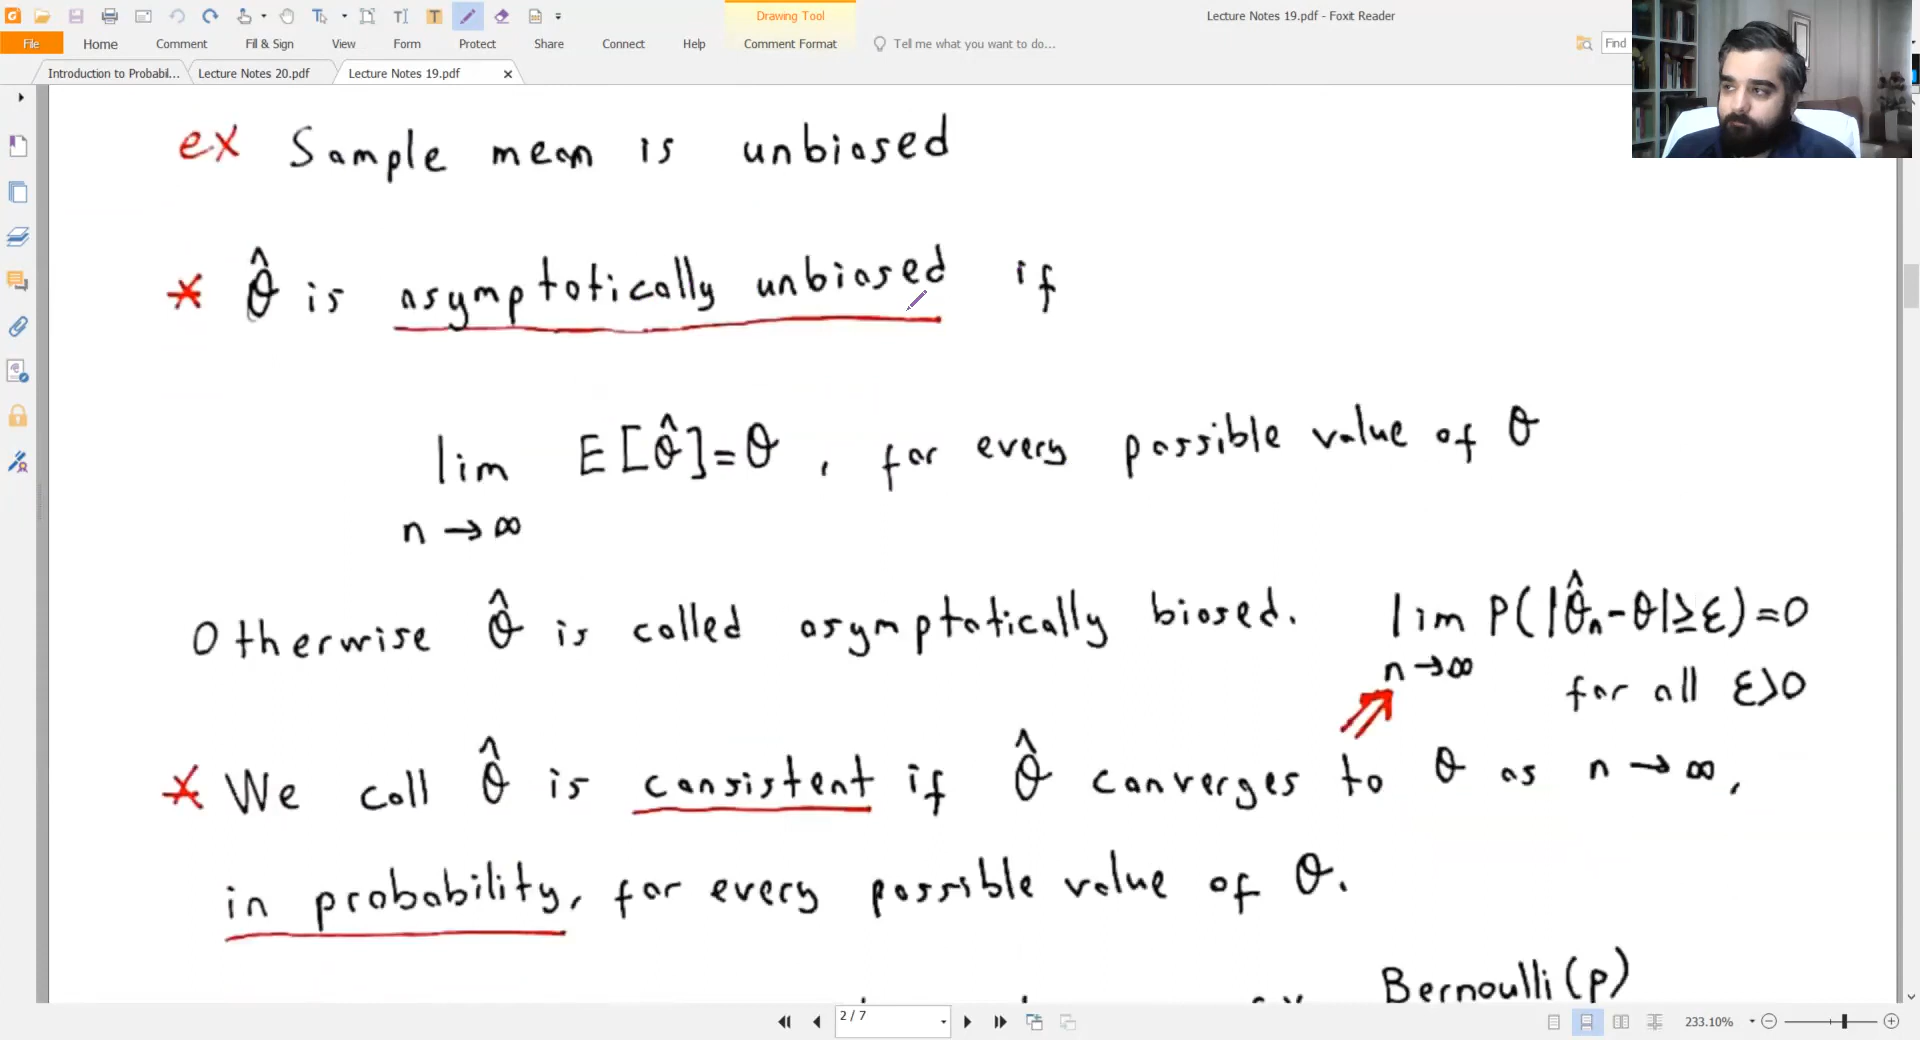 Lecture Notes 19.pdf - Foxit Reader
Drawing Tool
File Home Comment Fill & Sign View Form Protect Share Connect Help Comment Format Tell me what you want to do... Find
Introduction to Probabil... Lecture Notes 20.pdf Lecture Notes 19.pdf
ex Sample mean is unbiased
* θ̂ is asymptotically unbiased if
lim E[θ̂]=θ , for every possible value of θ
n→∞
Otherwise θ̂ is called asymptotically biased.
lim P(|θ̂n-θ|≥ε)=0
n→∞ for all ε>0
* We call θ̂ is consistent if θ̂ converges to θ as n→∞,
in probability, for every possible value of θ.
Bernoulli(p)
2 / 7
233.10%